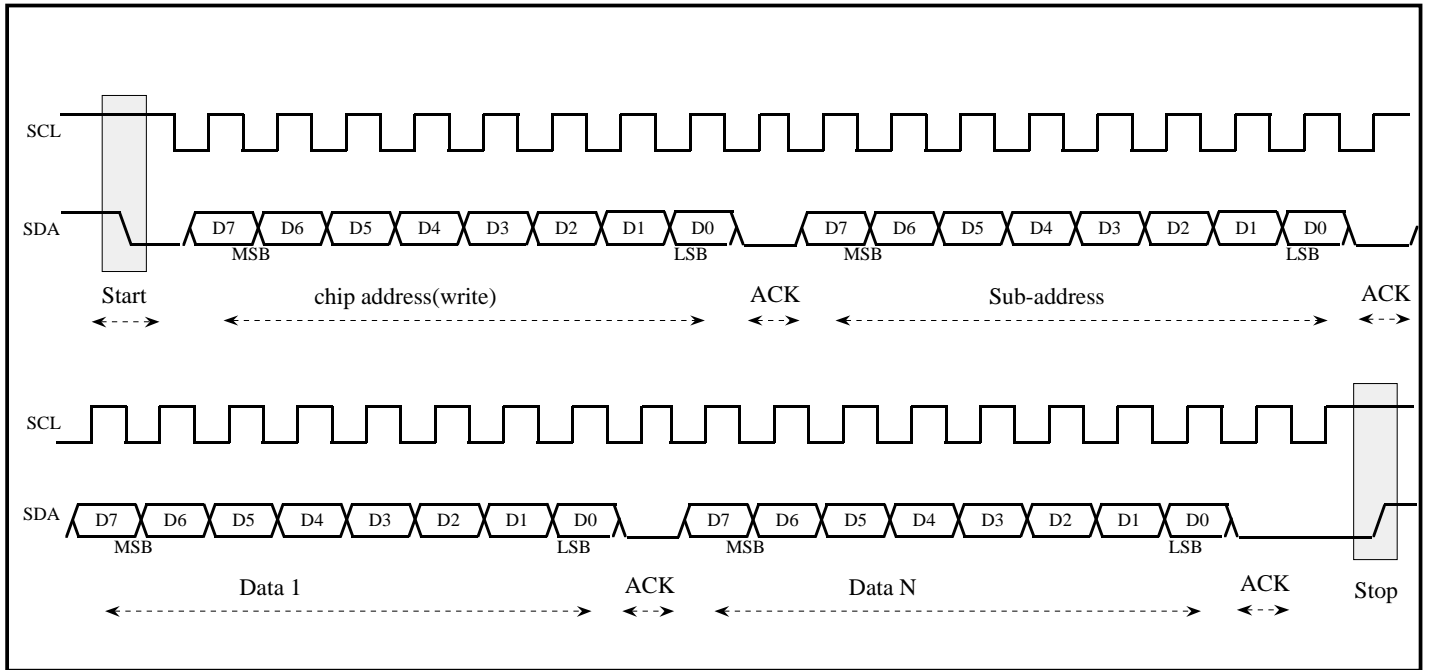 SCL
SDA D7 D6 D5 D4 D3 D2 D1 D0 D7 D6 D5 D4 D3 D2 D1 D0
MSB LSB MSB LSB
Start chip address(write) ACK Sub-address ACK
SCL
SDA D7 D6 D5 D4 D3 D2 D1 D0 D7 D6 D5 D4 D3 D2 D1 D0
MSB LSB MSB LSB
Data 1 ACK Data N ACK Stop